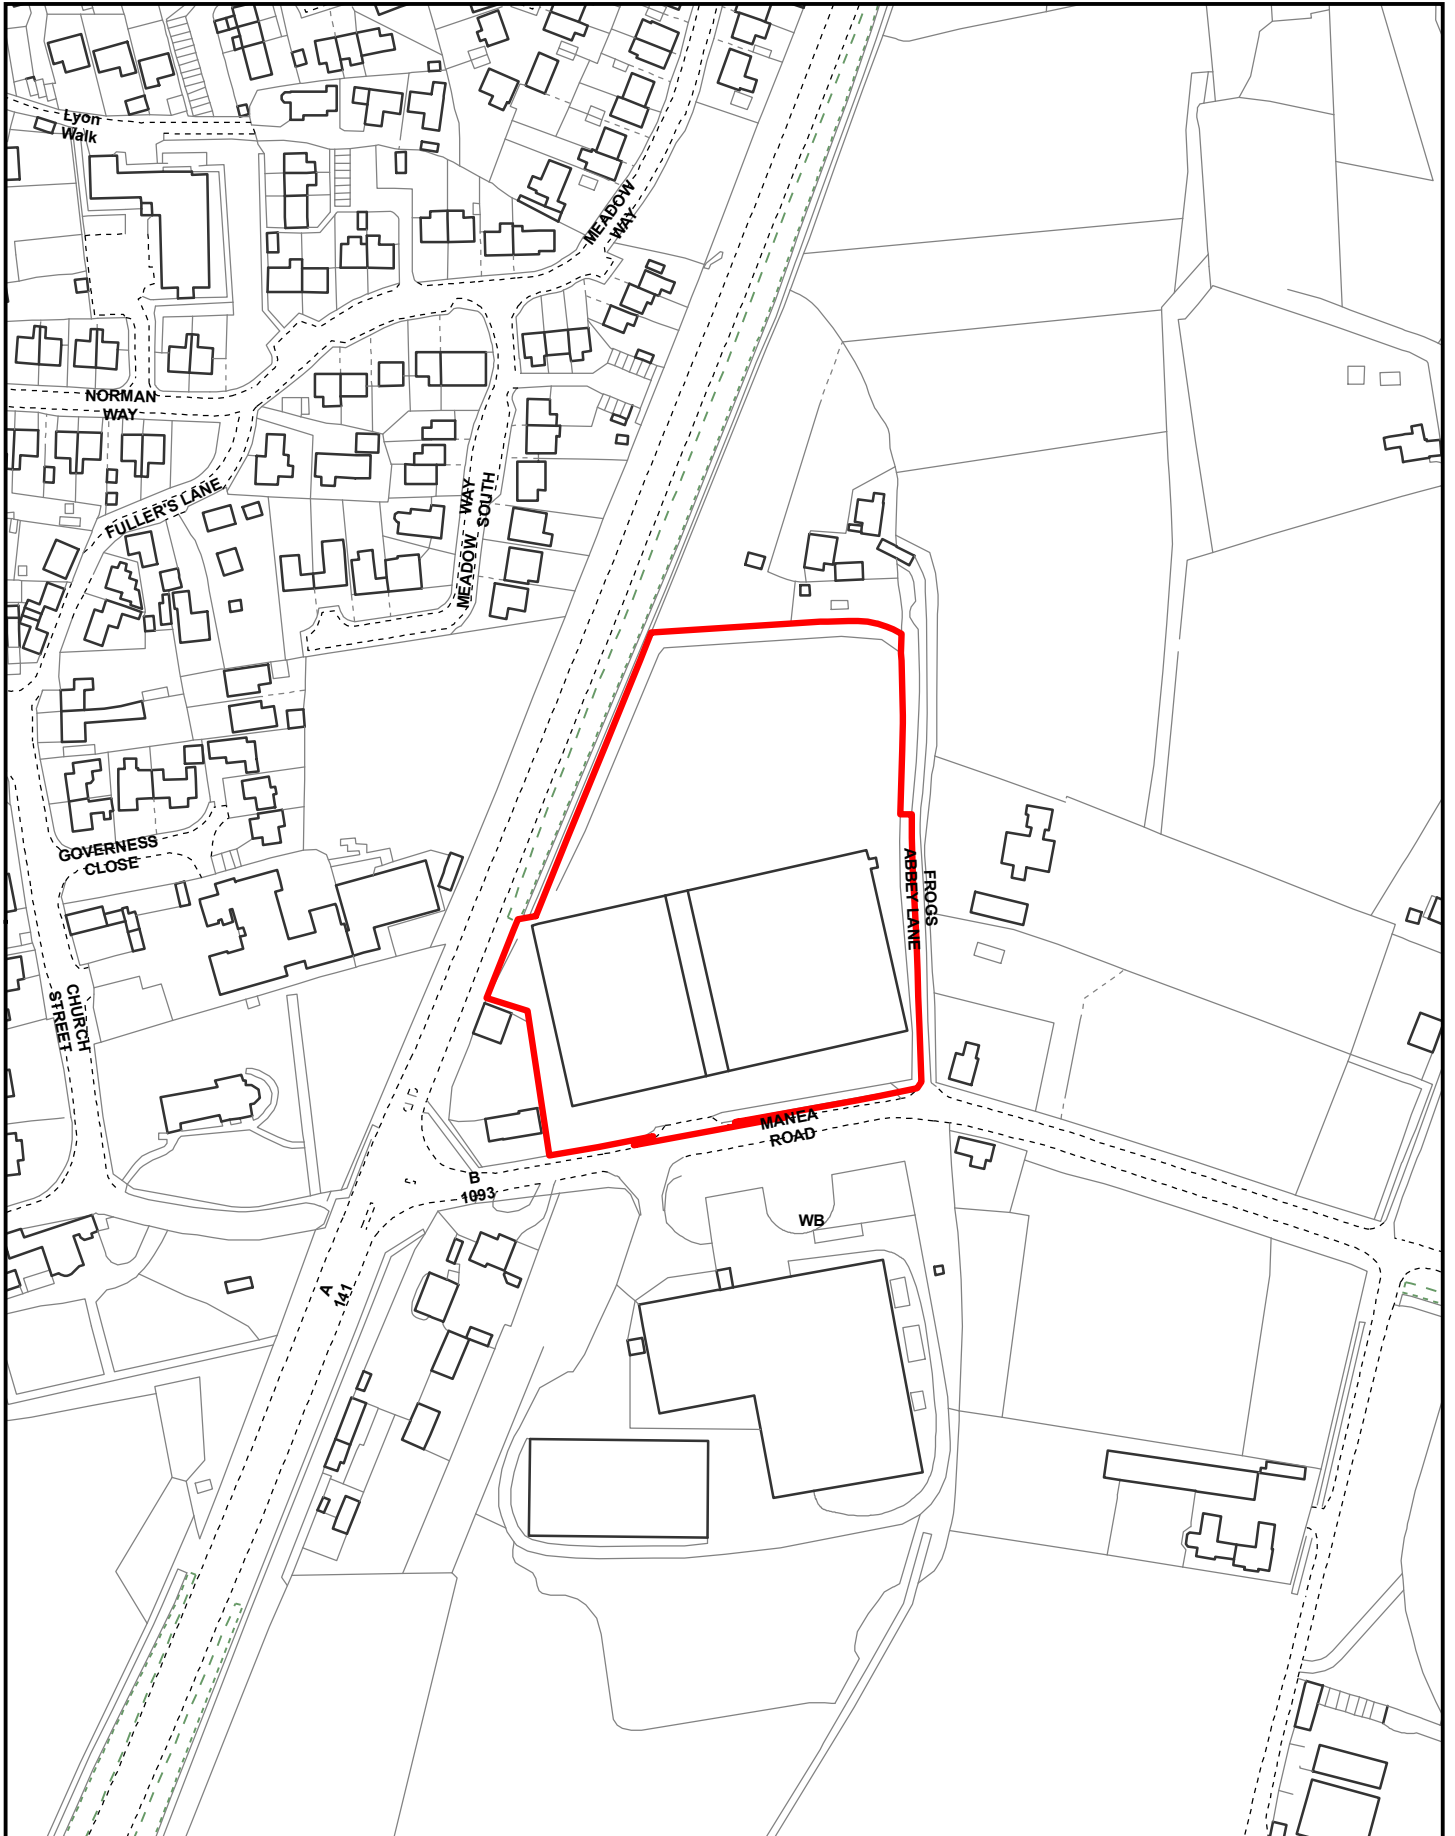 Lyon
Walk
MEADOW
WAY
NORMAN
WAY
FULLER'S LANE
MEADOW WAY
SOUTH
GOVERNESS
CLOSE
FROGS
ABBEY LANE
CHURCH
STREET
MANEA
ROAD
B
1093
WB
A
141